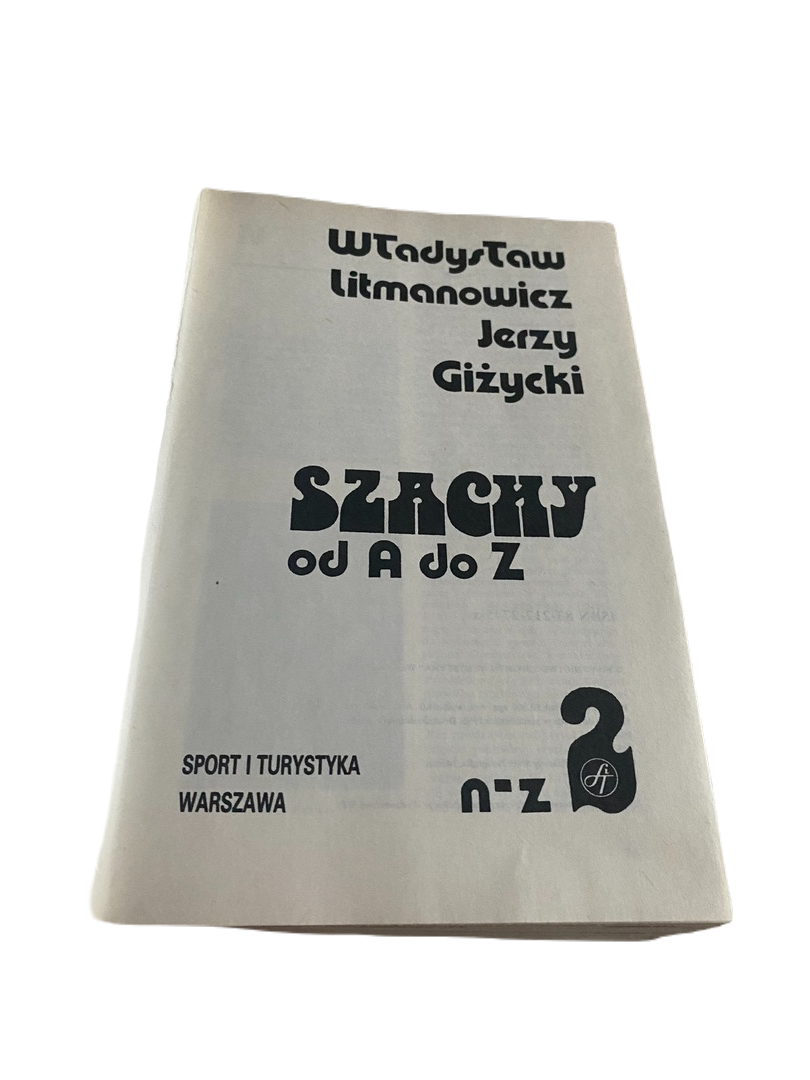 Władysław
Litmanowicz
Jerzy
Giżycki
SZACHY
od A do Z
2
n-z
SPORT I TURYSTYKA
WARSZAWA